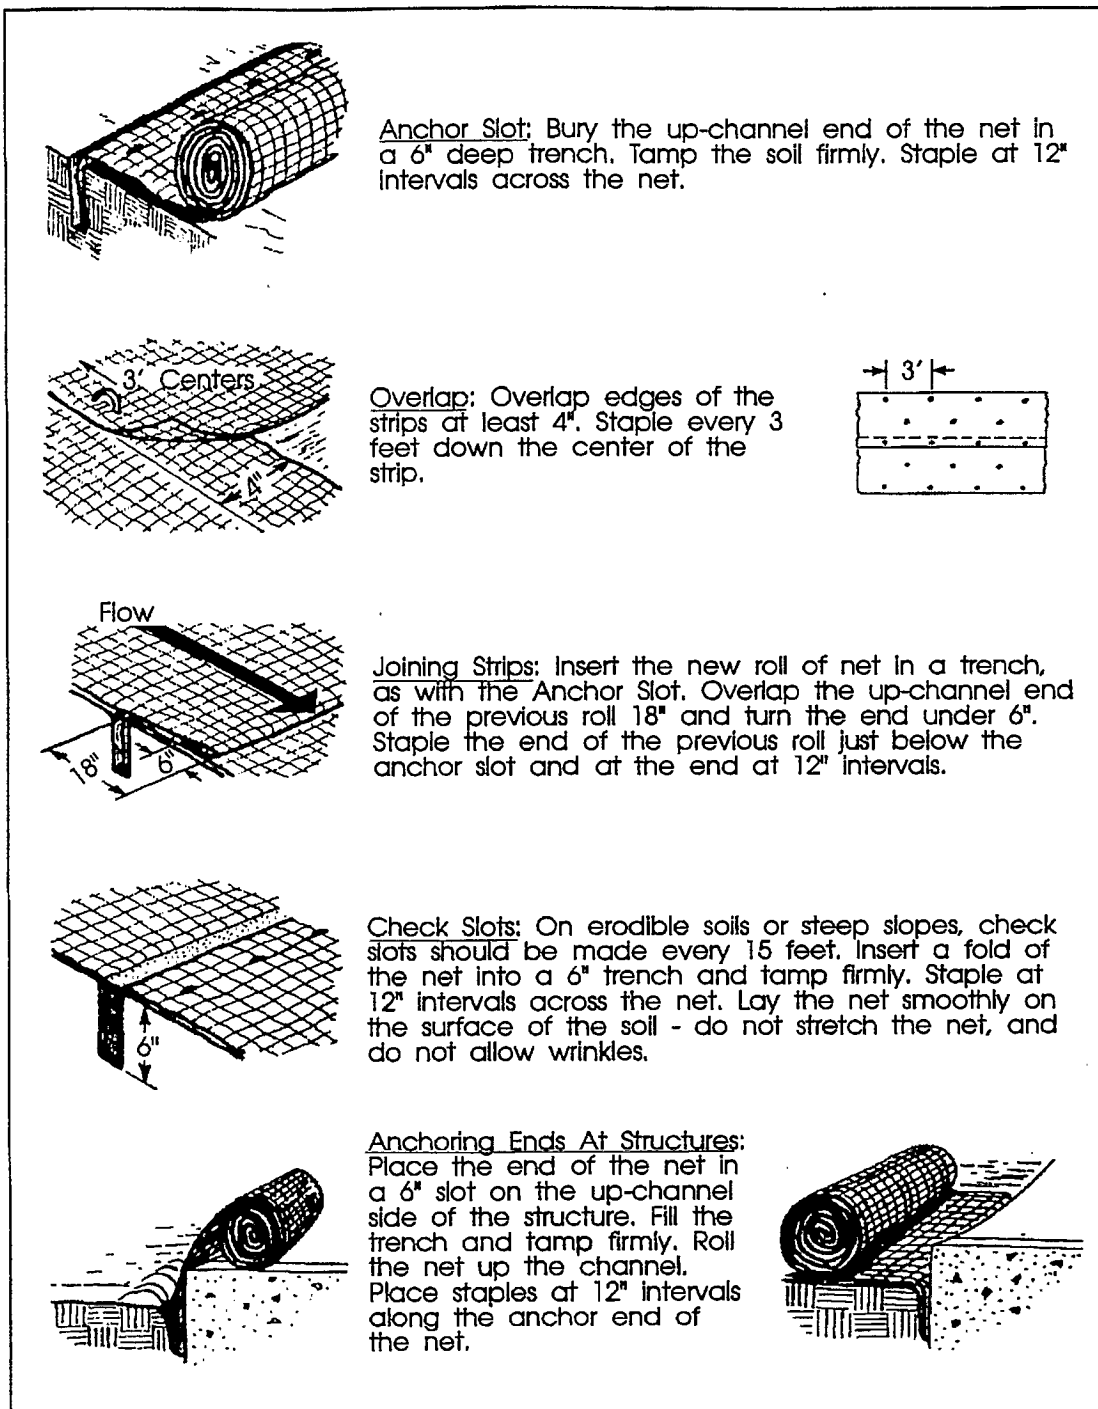 Anchor Slot: Bury the up-channel end of the net in
a 6" deep trench. Tamp the soil firmly. Staple at 12"
intervals across the net.
3' Centers
4"
Overlap: Overlap edges of the
strips at least 4". Staple every 3
feet down the center of the
strip.
3'
Flow
18"
6"
Joining Strips: Insert the new roll of net in a trench,
as with the Anchor Slot. Overlap the up-channel end
of the previous roll 18" and turn the end under 6".
Staple the end of the previous roll just below the
anchor slot and at the end at 12" intervals.
6"
Check Slots: On erodible soils or steep slopes, check
slots should be made every 15 feet. Insert a fold of
the net into a 6" trench and tamp firmly. Staple at
12" intervals across the net. Lay the net smoothly on
the surface of the soil - do not stretch the net, and
do not allow wrinkles.
Anchoring Ends At Structures:
Place the end of the net in
a 6" slot on the up-channel
side of the structure. Fill the
trench and tamp firmly. Roll
the net up the channel.
Place staples at 12" intervals
along the anchor end of
the net.